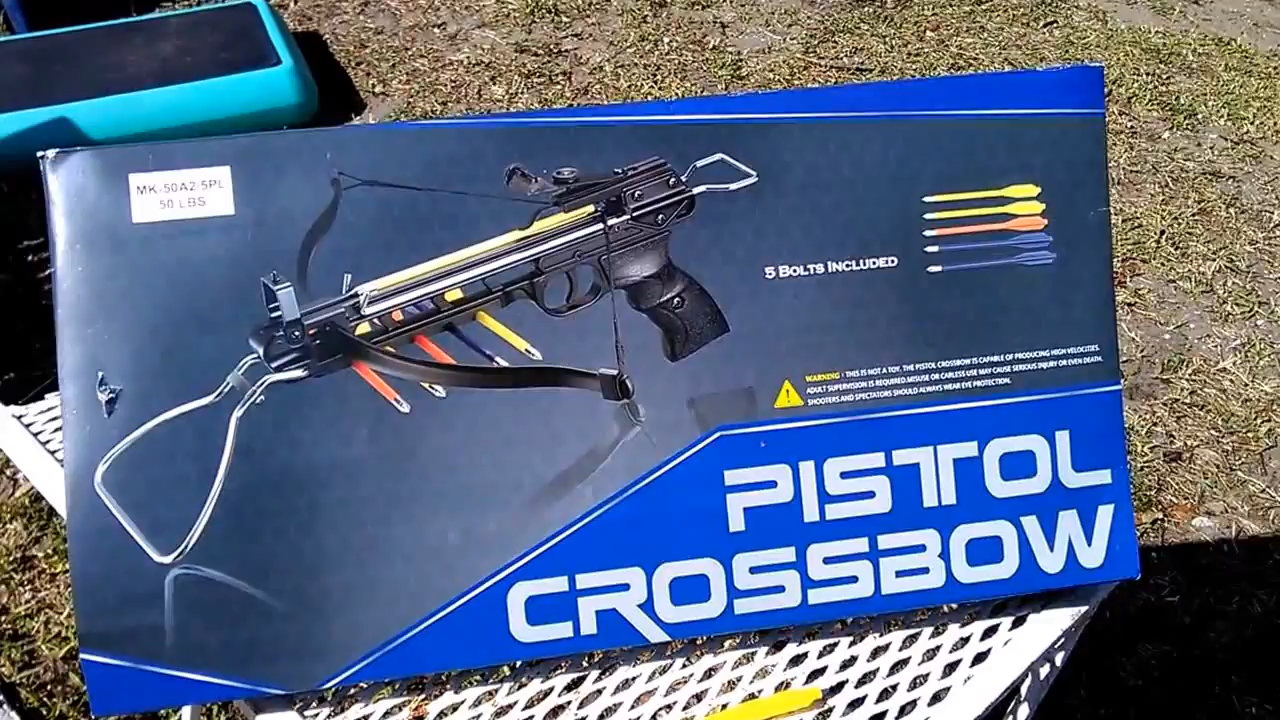 MK-50A2/5PL
50 LBS
5 BOLTS INCLUDED
WARNING : THIS IS NOT A TOY. THE PISTOL CROSSBOW IS CAPABLE OF PRODUCING HIGH VELOCITIES.
ADULT SUPERVISION IS REQUIRED.MISUSE OR CARLESS USE MAY CAUSE SERIOUS INJURY OR EVEN DEATH.
SHOOTERS AND SPECTATORS SHOULD ALWAYS WEAR EYE PROTECTION.
PISTOL
CROSSBOW